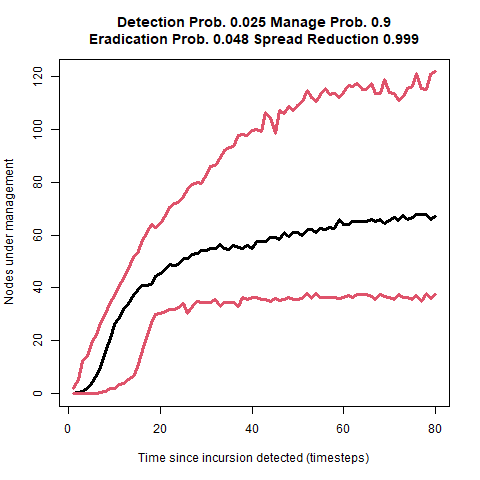 Detection Prob. 0.025 Manage Prob. 0.9
Eradication Prob. 0.048 Spread Reduction 0.999
Nodes under management
120
100
80
60
40
20
0
0 20 40 60 80
Time since incursion detected (timesteps)